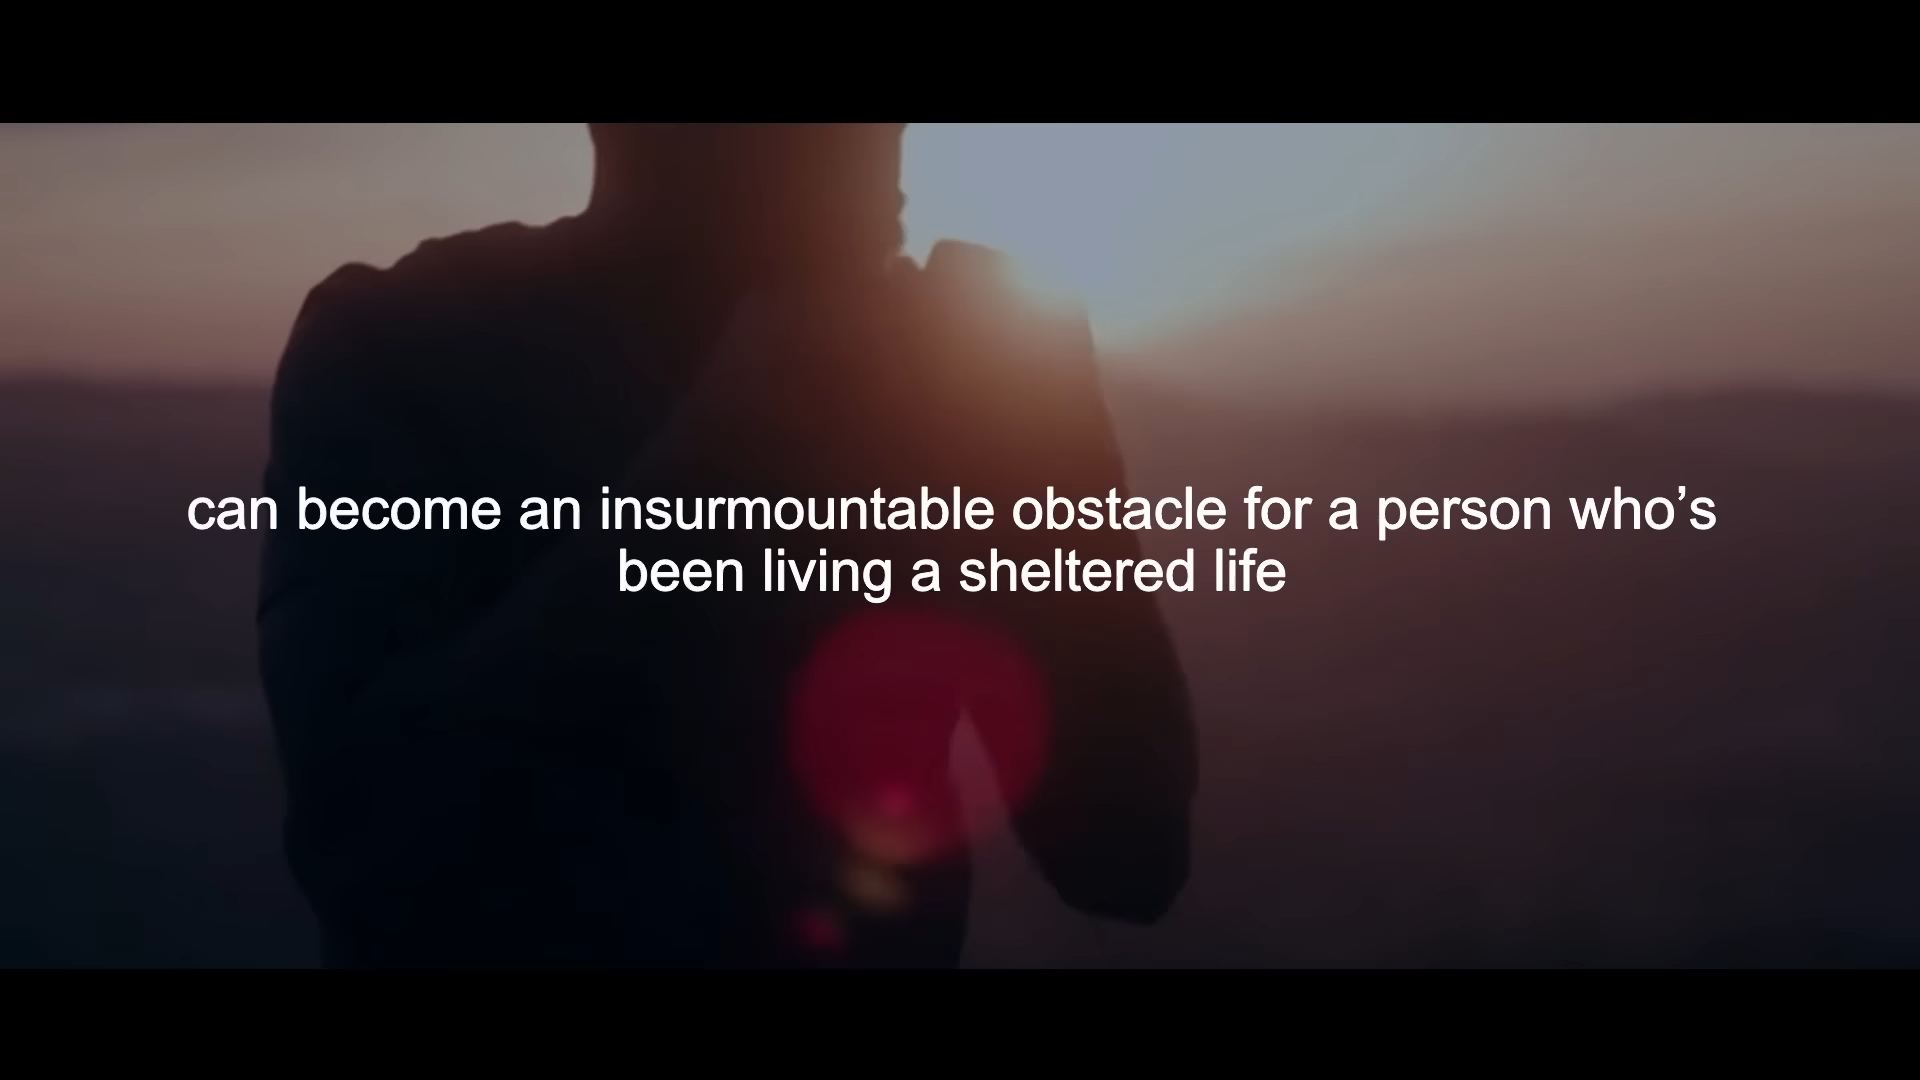 can become an insurmountable obstacle for a person who’s
been living a sheltered life